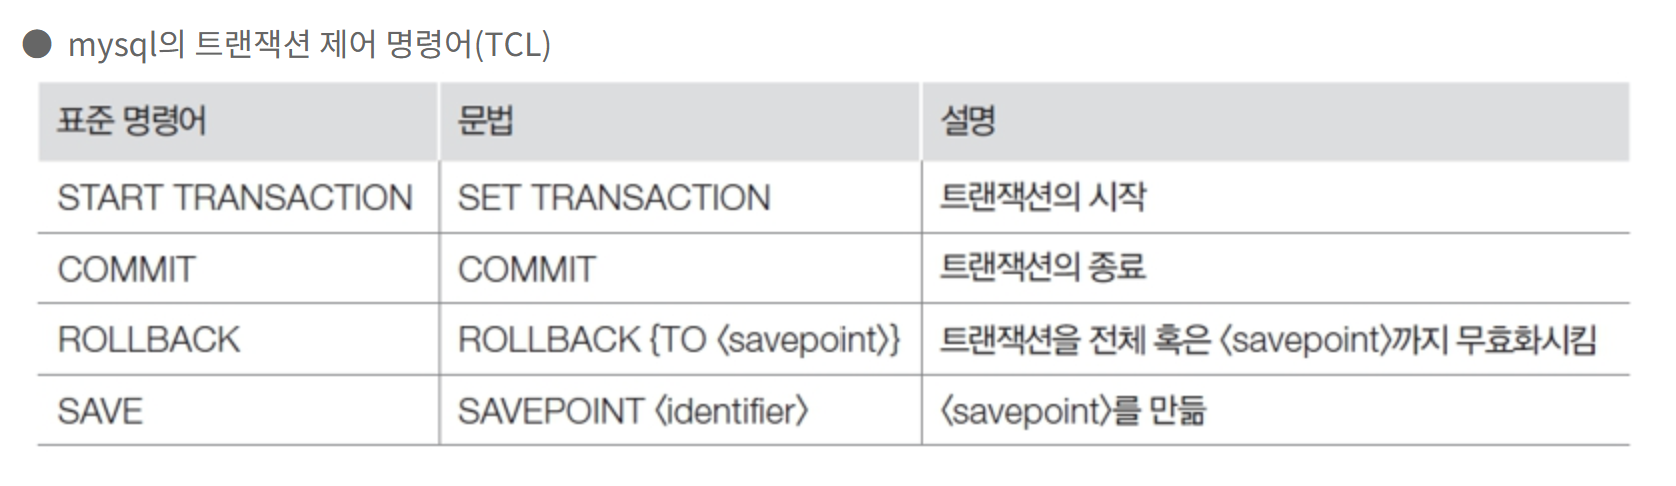 ● mysql의 트랜잭션 제어 명령어(TCL)
표준 명령어 문법 설명
START TRANSACTION SET TRANSACTION 트랜잭션의 시작
COMMIT COMMIT 트랜잭션의 종료
ROLLBACK ROLLBACK {TO 〈savepoint〉} 트랜잭션을 전체 혹은 〈savepoint〉까지 무효화시킴
SAVE SAVEPOINT 〈identifier〉 〈savepoint〉를 만듦